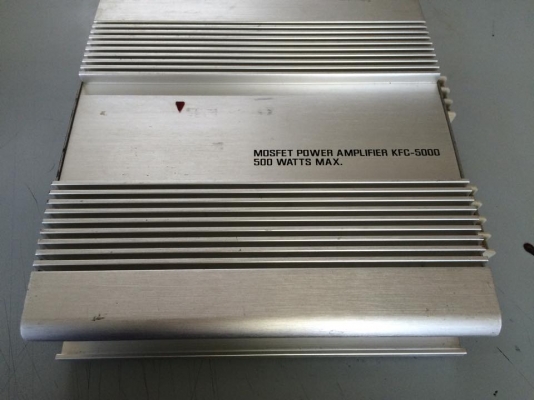 MOSFET POWER AMPLIFIER KFC-5000
500 WATTS MAX.